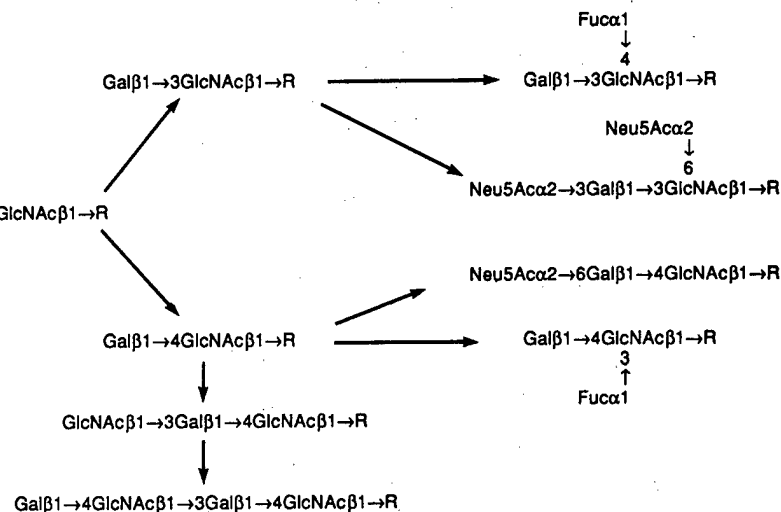 Fucα1
↓
4
Galβ1→3GlcNAcβ1→R
Galβ1→3GlcNAcβ1→R
Neu5Acα2
↓
6
Neu5Acα2→3Galβ1→3GlcNAcβ1→R
GlcNAcβ1→R
Neu5Acα2→6Galβ1→4GlcNAcβ1→R
Galβ1→4GlcNAcβ1→R
Galβ1→4GlcNAcβ1→R
3
↑
Fucα1
GlcNAcβ1→3Galβ1→4GlcNAcβ1→R
Galβ1→4GlcNAcβ1→3Galβ1→4GlcNAcβ1→R